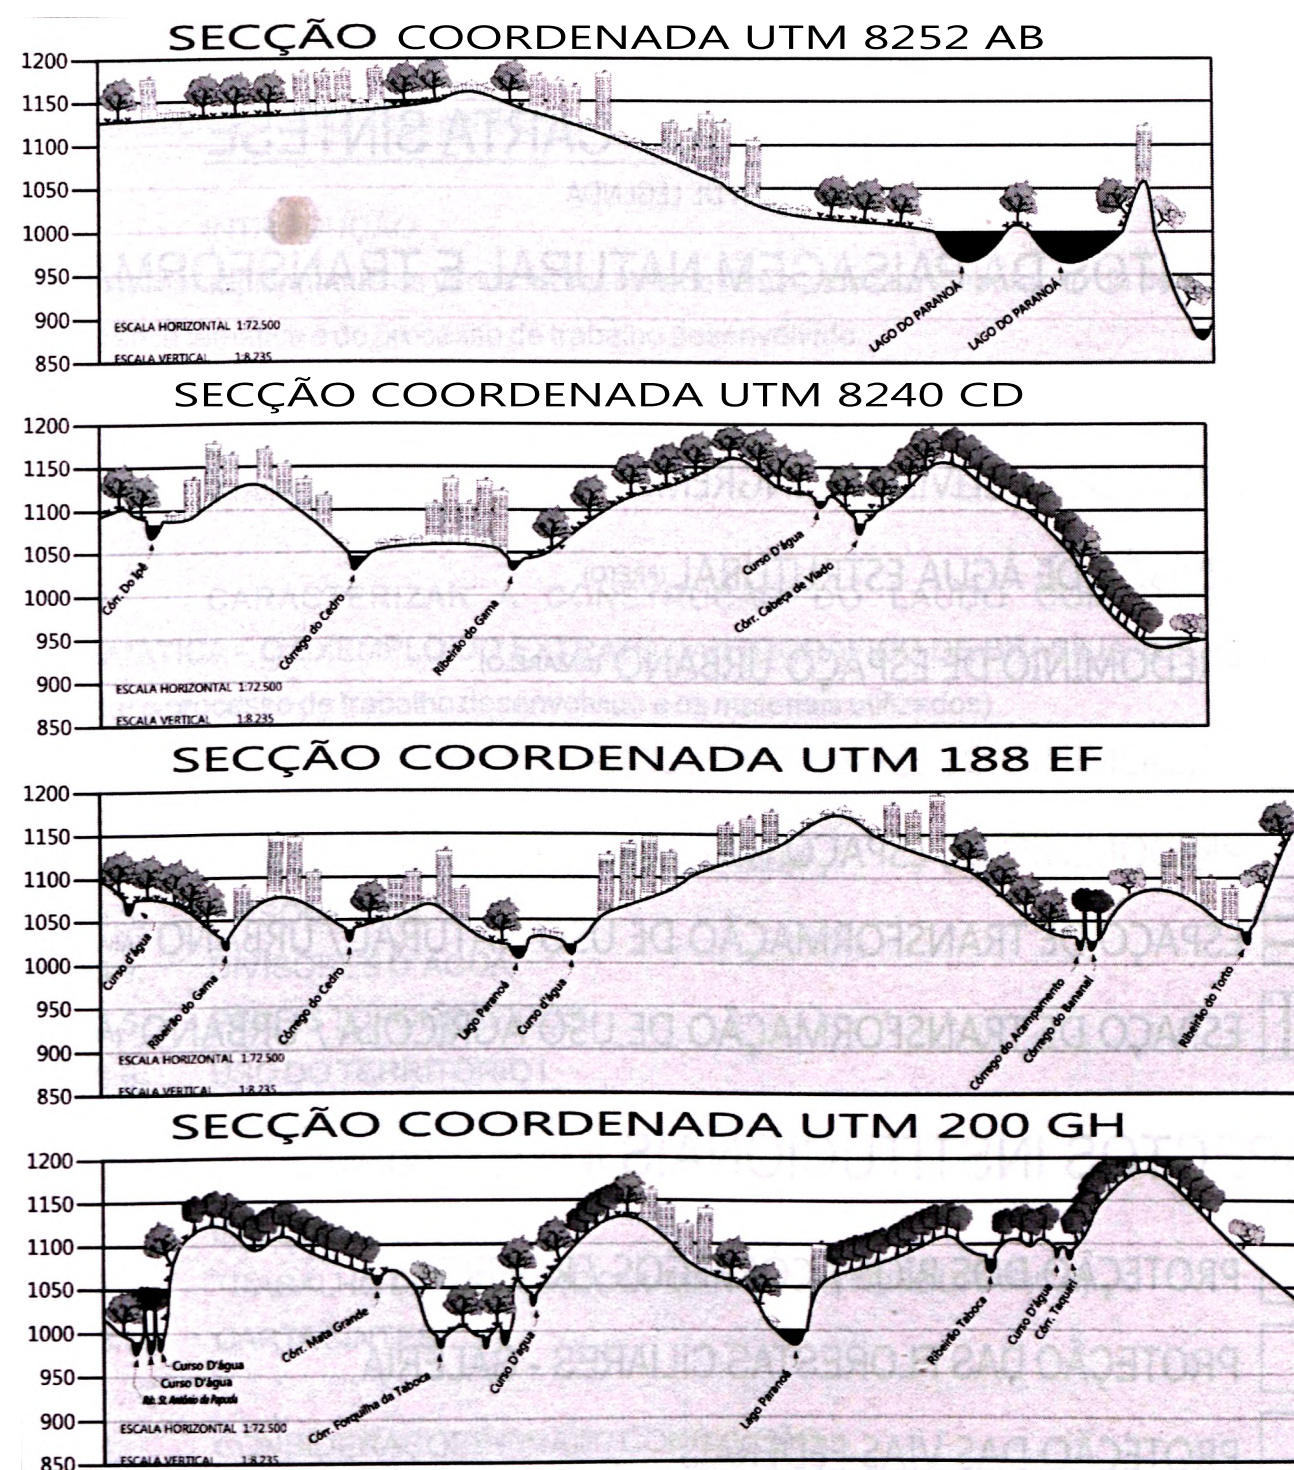 SECÇÃO COORDENADA UTM 8252 AB
1200
1150
1100
1050
1000
950
900
850
LAGO DO PARANOÁ
LAGO DO PARANOÁ
ESCALA HORIZONTAL 1:72.500
ESCALA VERTICAL 1:8.235
SECÇÃO COORDENADA UTM 8240 CD
1200
1150
1100
1050
1000
950
900
850
Córr. Do Ipê
Córrego do Cedro
Ribeirão do Gama
Curso D'água
Córr. Cabeça de Viado
ESCALA HORIZONTAL 1:72.500
ESCALA VERTICAL 1:8.235
SECÇÃO COORDENADA UTM 188 EF
1200
1150
1100
1050
1000
950
900
850
Curso d'água
Ribeirão do Gama
Córrego do Cedro
Lago Paranoá
Curso d'água
Córrego do Acampamento
Córrego do Bananal
Ribeirão do Torto
ESCALA HORIZONTAL 1:72.500
ESCALA VERTICAL 1:8.235
SECÇÃO COORDENADA UTM 200 GH
1200
1150
1100
1050
1000
950
900
850
Curso D'água
Curso D'água
Rib. St. Antônio da Papuda
Córr. Mata Grande
Córr. Forquilha da Taboca
Curso D'agua
Lago Paranoá
Ribeirão Taboca
Curso D'água
Córr. Taquari
ESCALA HORIZONTAL 1:72.500
ESCALA VERTICAL 1:8.235